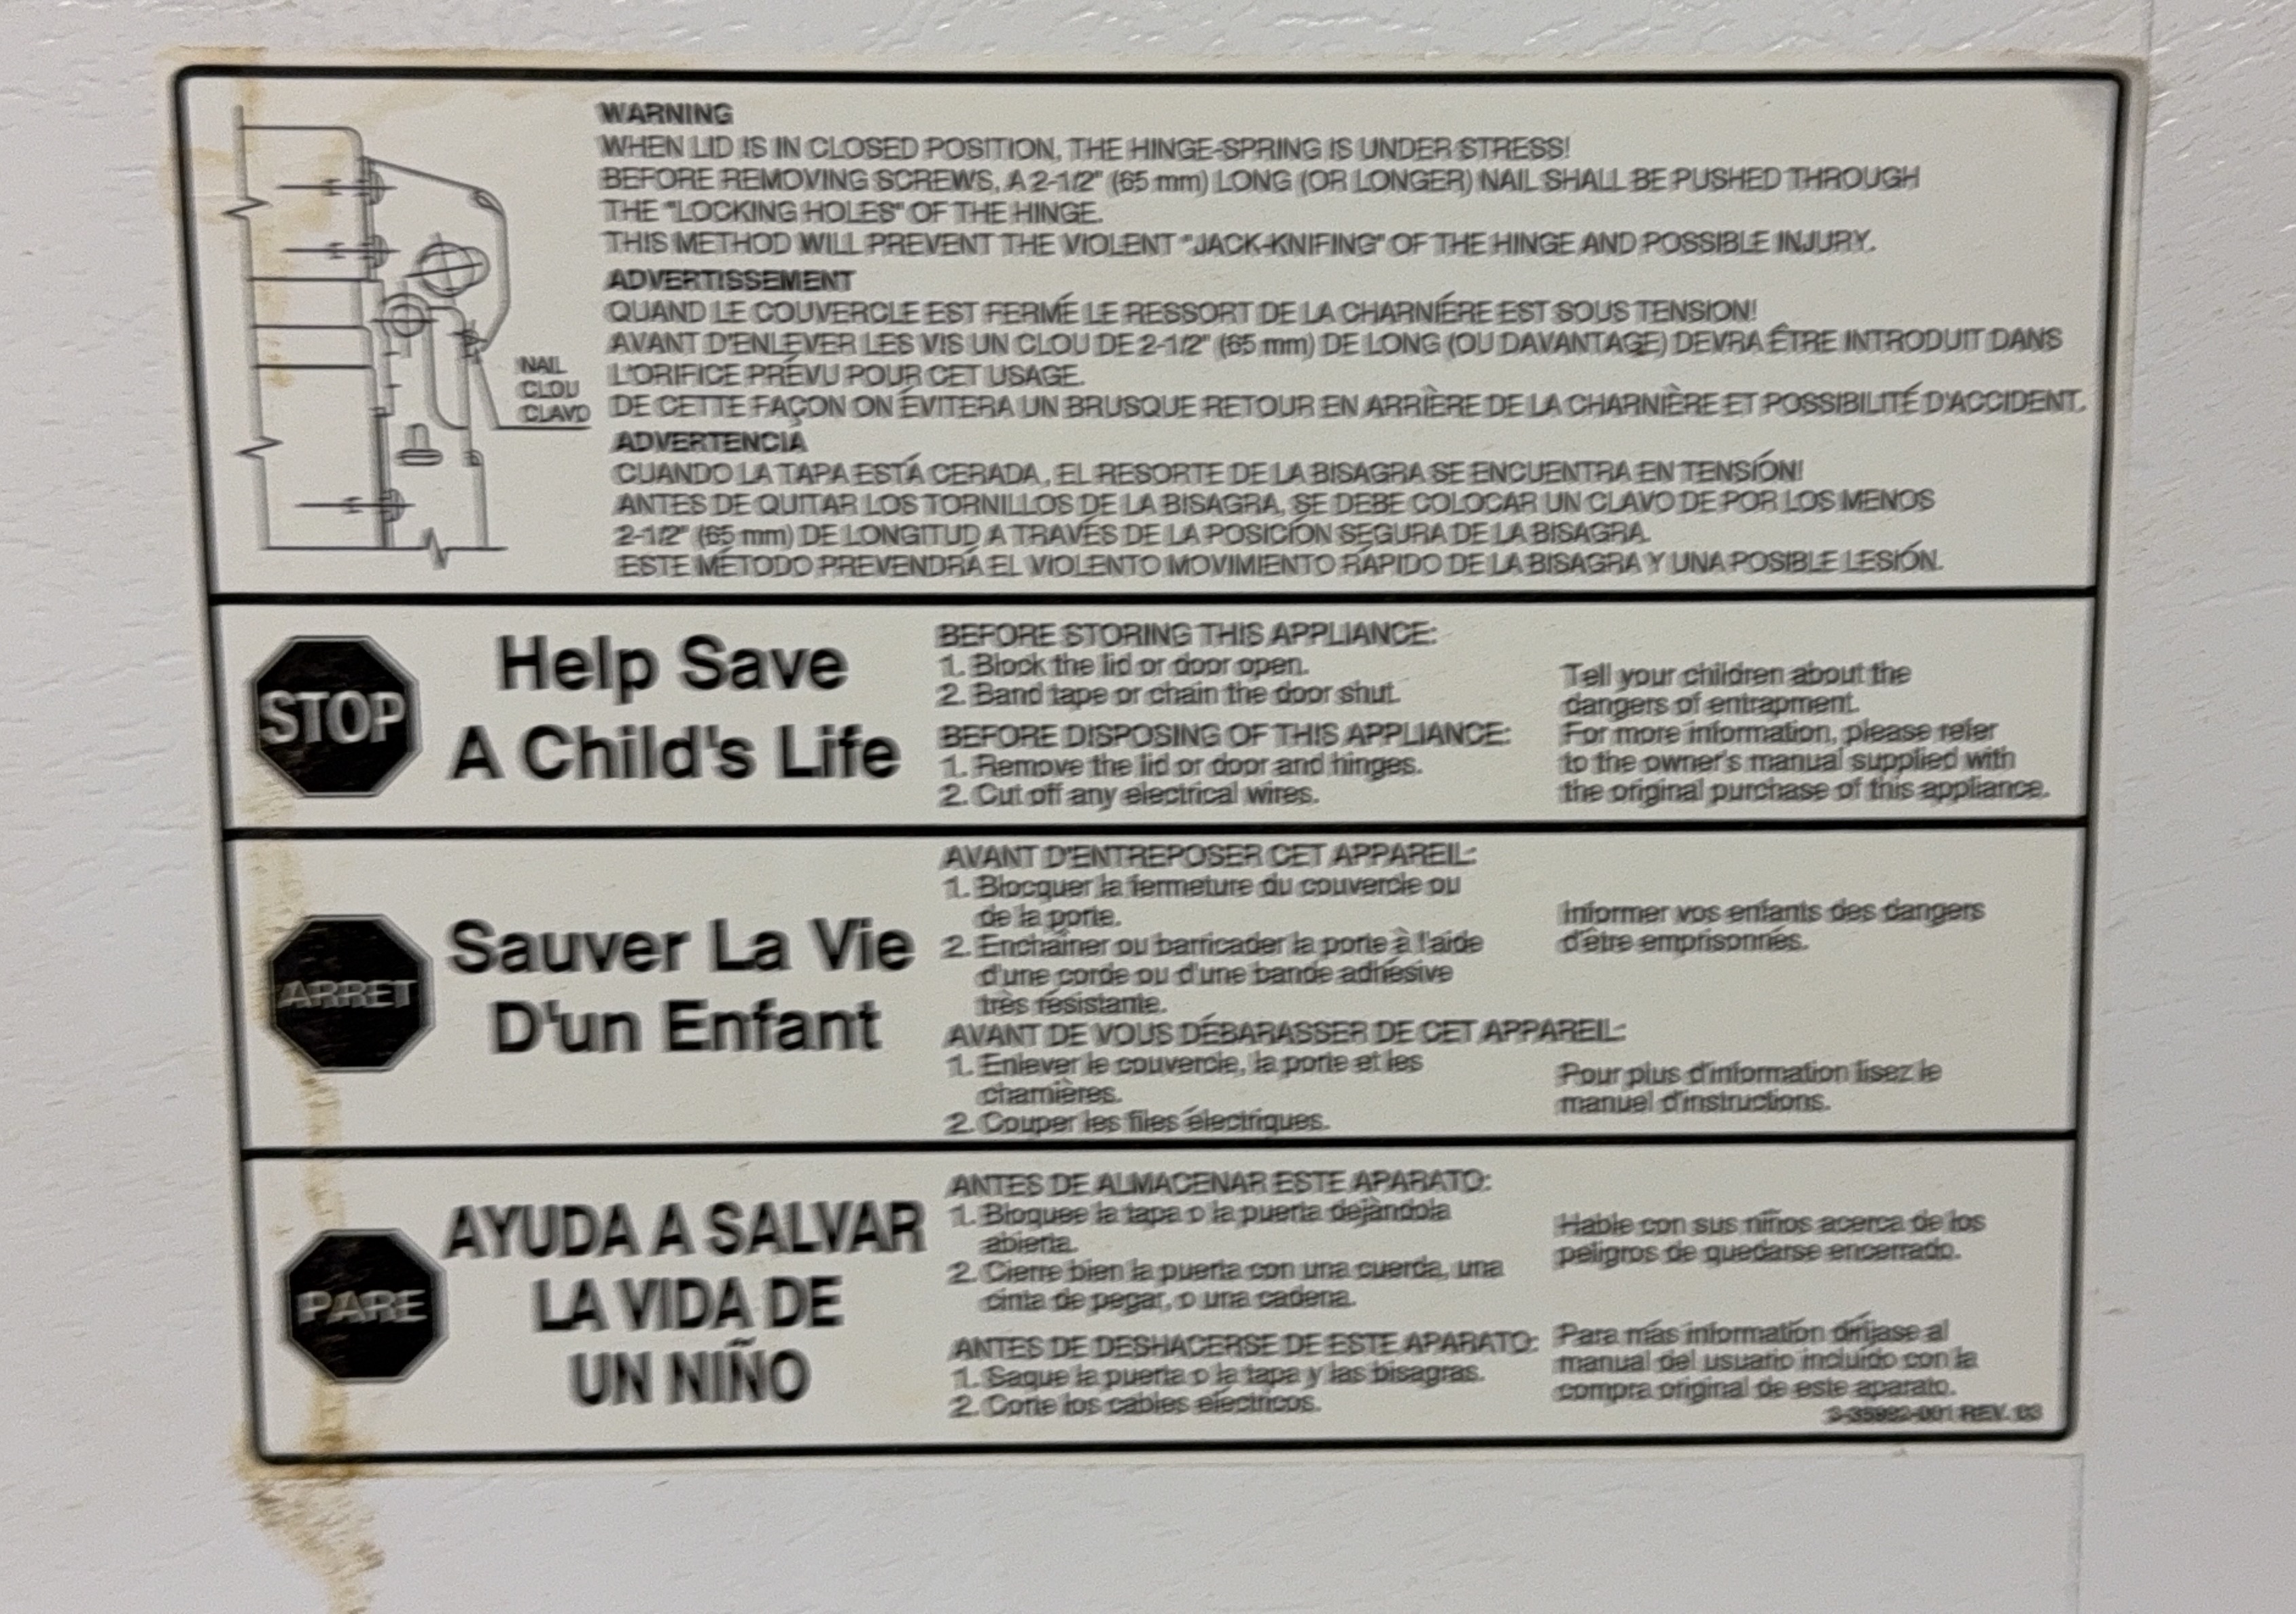 WARNING
WHEN LID IS IN CLOSED POSITION, THE HINGE-SPRING IS UNDER STRESS!
BEFORE REMOVING SCREWS, A 2-1/2" (65 mm) LONG (OR LONGER) NAIL SHALL BE PUSHED THROUGH
THE "LOCKING HOLES" OF THE HINGE.
THIS METHOD WILL PREVENT THE VIOLENT "JACK-KNIFING" OF THE HINGE AND POSSIBLE INJURY.
ADVERTISSEMENT
QUAND LE COUVERCLE EST FERMÉ LE RESSORT DE LA CHARNIÉRE EST SOUS TENSION!
AVANT D'ENLEVER LES VIS UN CLOU DE 2-1/2" (65 mm) DE LONG (OU DAVANTAGE) DEVRA ÊTRE INTRODUIT DANS
L'ORIFICE PRÉVU POUR CET USAGE.
DE CETTE FAÇON ON ÉVITERA UN BRUSQUE RETOUR EN ARRIÈRE DE LA CHARNIÈRE ET POSSIBILITÉ D'ACCIDENT.
ADVERTENCIA
CUANDO LA TAPA ESTÁ CERADA, EL RESORTE DE LA BISAGRA SE ENCUENTRA EN TENSIÓN!
ANTES DE QUITAR LOS TORNILLOS DE LA BISAGRA, SE DEBE COLOCAR UN CLAVO DE POR LOS MENOS
2-1/2" (65 mm) DE LONGITUD A TRAVÉS DE LA POSICIÓN SEGURA DE LA BISAGRA.
ESTE MÉTODO PREVENDRÁ EL VIOLENTO MOVIMIENTO RÁPIDO DE LA BISAGRA Y UNA POSIBLE LESIÓN.
NAIL
CLOU
CLAVO
STOP
Help Save
A Child's Life
BEFORE STORING THIS APPLIANCE:
1. Block the lid or door open.
2. Band tape or chain the door shut.
BEFORE DISPOSING OF THIS APPLIANCE:
1. Remove the lid or door and hinges.
2. Cut off any electrical wires.
Tell your children about the
dangers of entrapment.
For more information, please refer
to the owner's manual supplied with
the original purchase of this appliance.
ARRET
Sauver La Vie
D'un Enfant
AVANT D'ENTREPOSER CET APPAREIL:
1. Blocquer la fermeture du couvercle ou
de la porte.
2. Enchaîner ou barricader la porte à l'aide
d'une corde ou d'une bande adhésive
très résistante.
AVANT DE VOUS DÉBARASSER DE CET APPAREIL:
1. Enlever le couvercle, la porte et les
charnières.
2. Couper les files électriques.
Informer vos enfants des dangers
d'être emprisonnés.
Pour plus d'information lisez le
manuel d'instructions.
PARE
AYUDA A SALVAR
LA VIDA DE
UN NIÑO
ANTES DE ALMACENAR ESTE APARATO:
1. Bloquee la tapa o la puerta dejàndola
abierta.
2. Cierre bien la puerta con una cuerda, una
cinta de pegar, o una cadena.
ANTES DE DESHACERSE DE ESTE APARATO:
1. Saque la puerta o la tapa y las bisagras.
2. Corte los cables eléctricos.
Hable con sus niños acerca de los
peligros de quedarse encerrado.
Para más información diríjase al
manual del usuario incluído con la
compra original de este aparato.
REV. 03